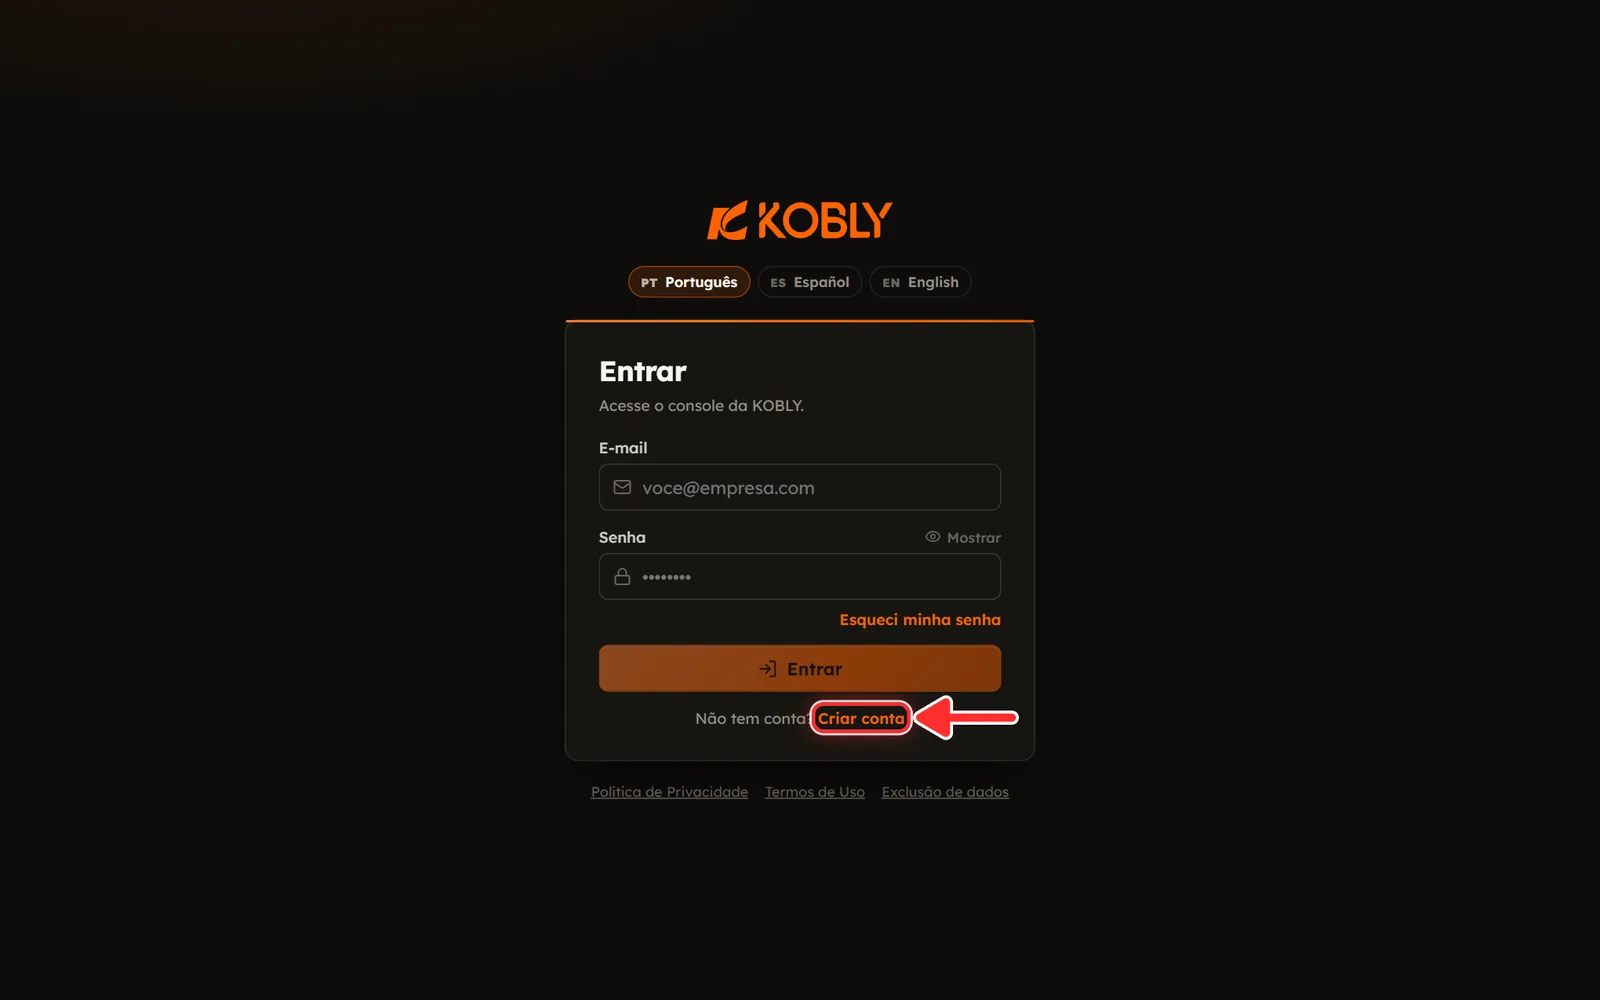 KOBLY
PT Português ES Español EN English
Entrar
Acesse o console da KOBLY.
E-mail
voce@empresa.com
Senha Mostrar
••••••••
Esqueci minha senha
Entrar
Não tem conta? Criar conta
Política de Privacidade Termos de Uso Exclusão de dados